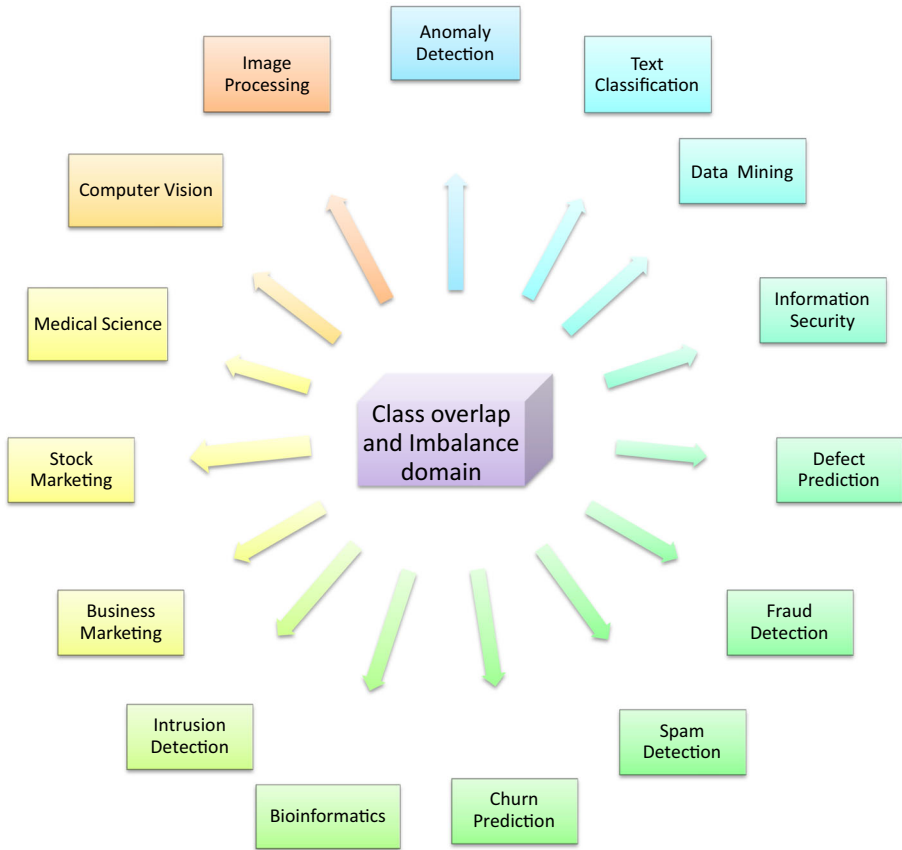 Anomaly
Detection
Text
Classification
Data Mining
Information
Security
Defect
Prediction
Fraud
Detection
Spam
Detection
Churn
Prediction
Bioinformatics
Intrusion
Detection
Business
Marketing
Stock
Marketing
Medical Science
Computer Vision
Image
Processing
Class overlap
and Imbalance
domain